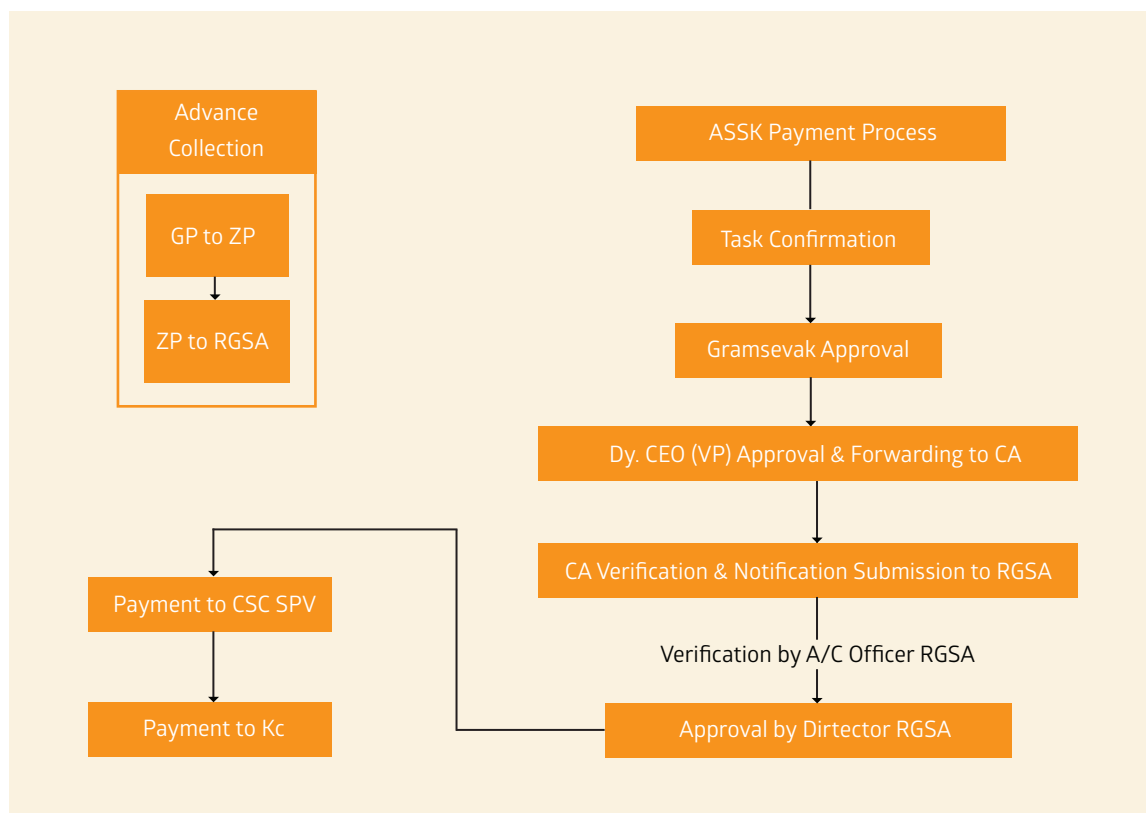 Advance
Collection
GP to ZP
ZP to RGSA
ASSK Payment Process
Task Confirmation
Gramsevak Approval
Dy. CEO (VP) Approval & Forwarding to CA
CA Verification & Notification Submission to RGSA
Verification by A/C Officer RGSA
Approval by Dirtector RGSA
Payment to CSC SPV
Payment to Kc